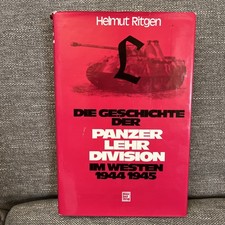 Helmut Ritgen
L
DIE GESCHICHTE
DER
PANZER
LEHR
DIVISION
IM WESTEN
1944-1945